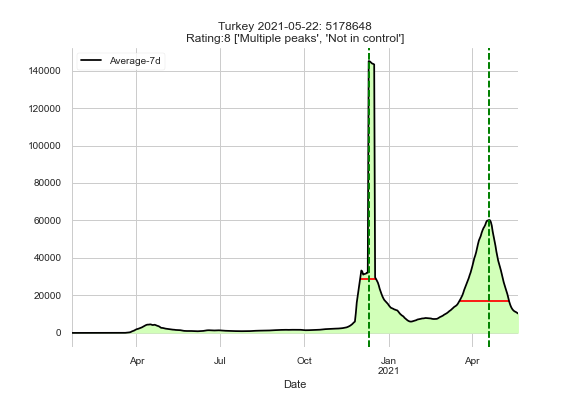 Turkey 2021-05-22: 5178648
Rating:8 ['Multiple peaks', 'Not in control']
Average-7d
140000
120000
100000
80000
60000
40000
20000
0
Apr
Jul
Oct
Jan
2021
Apr
Date